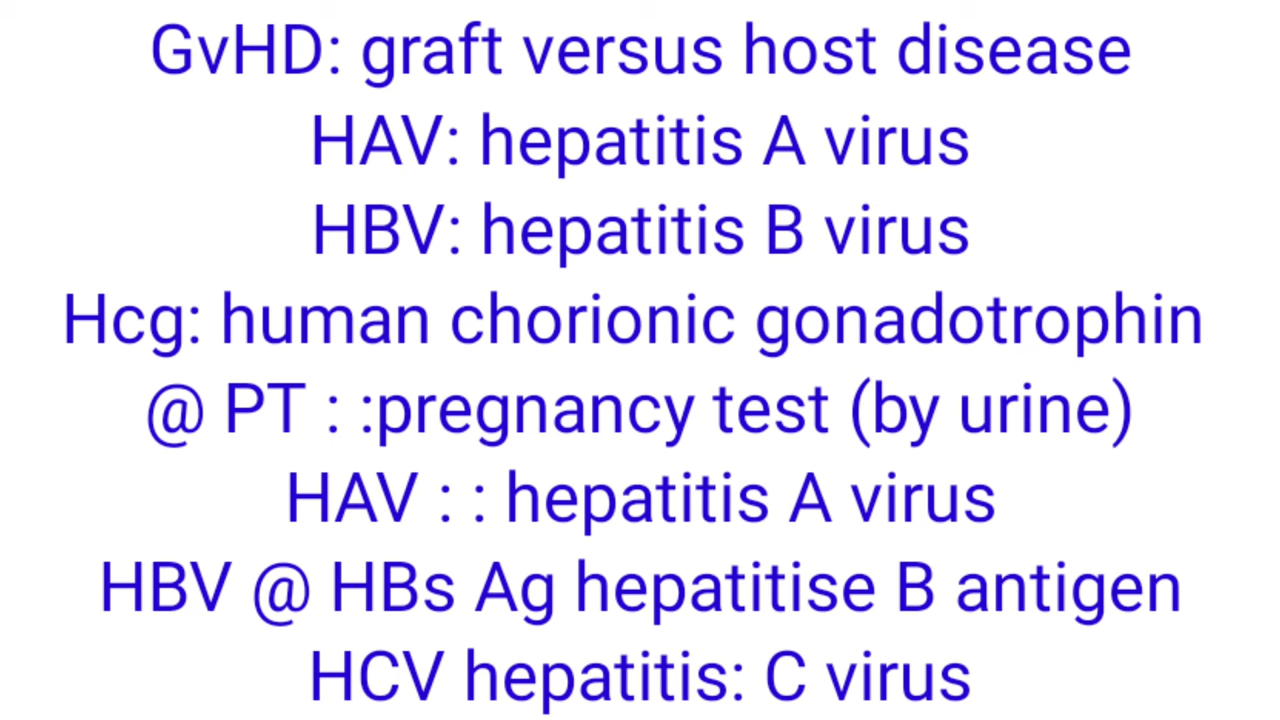 GvHD: graft versus host disease
HAV: hepatitis A virus
HBV: hepatitis B virus
Hcg: human chorionic gonadotrophin
@ PT : :pregnancy test (by urine)
HAV : : hepatitis A virus
HBV @ HBs Ag hepatitise B antigen
HCV hepatitis: C virus